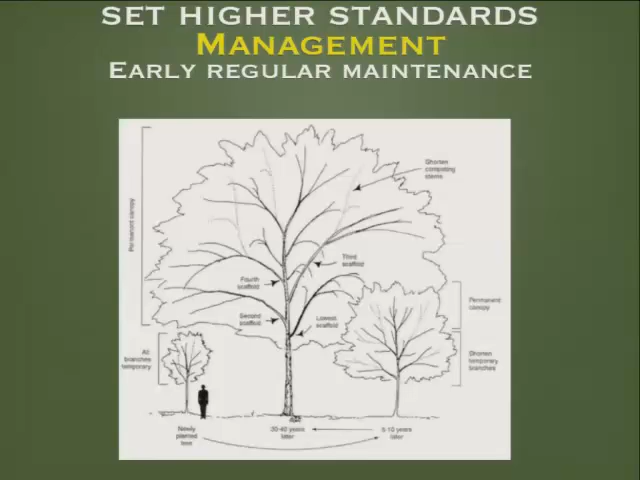 SET HIGHER STANDARDS
MANAGEMENT
EARLY REGULAR MAINTENANCE
Shorten
competing
stems
Permanent canopy
Third
scaffold
Fourth
scaffold
Second
scaffold
Lowest
scaffold
Permanent
canopy
All
branches
temporary
Shorten
temporary
branches
Newly
planted
tree
30-40 years
later
5-10 years
later